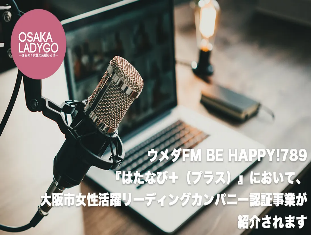 OSAKA
LADYGO
ウメダFM BE HAPPY!789
『はたなび＋（プラス）』において、
大阪市女性活躍リーディングカンパニー認証事業が
紹介されます